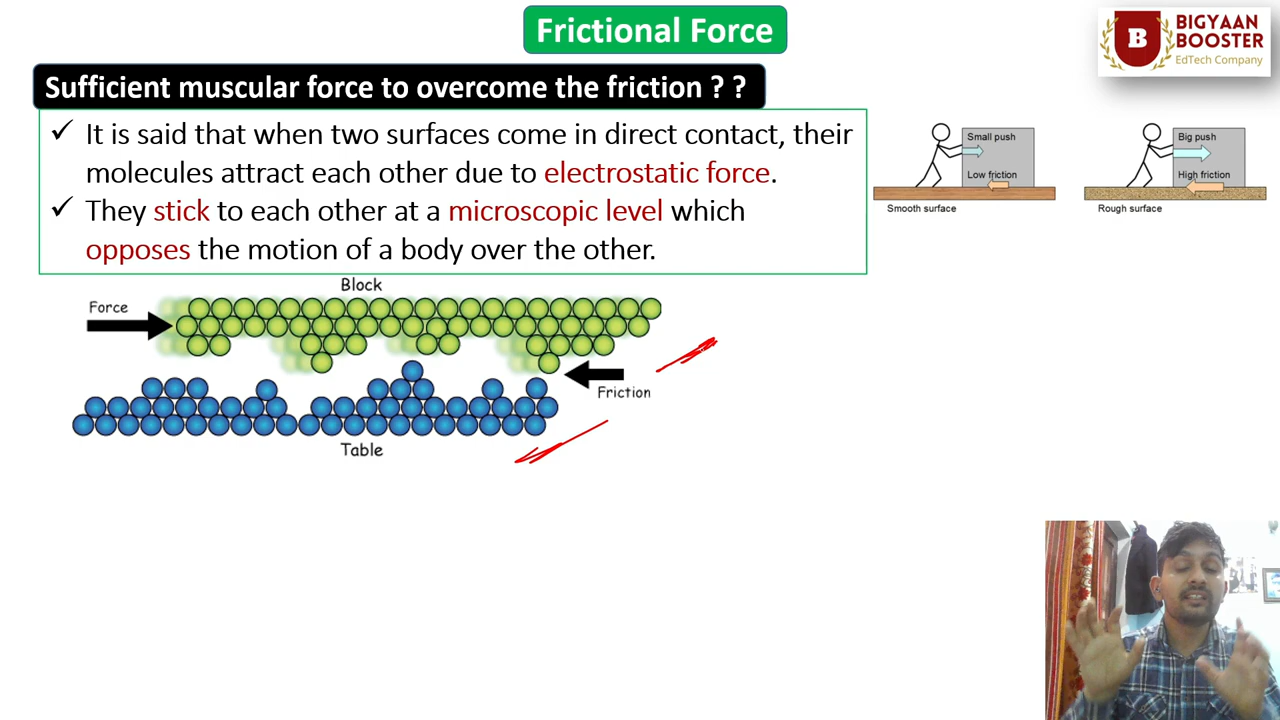 Frictional Force
B
BIGYAAN
BOOSTER
EdTech Company
Sufficient muscular force to overcome the friction ? ?
✓ It is said that when two surfaces come in direct contact, their
molecules attract each other due to electrostatic force.
✓ They stick to each other at a microscopic level which
opposes the motion of a body over the other.
Small push
Low friction
Smooth surface
Big push
High friction
Rough surface
Block
Force
Friction
Table